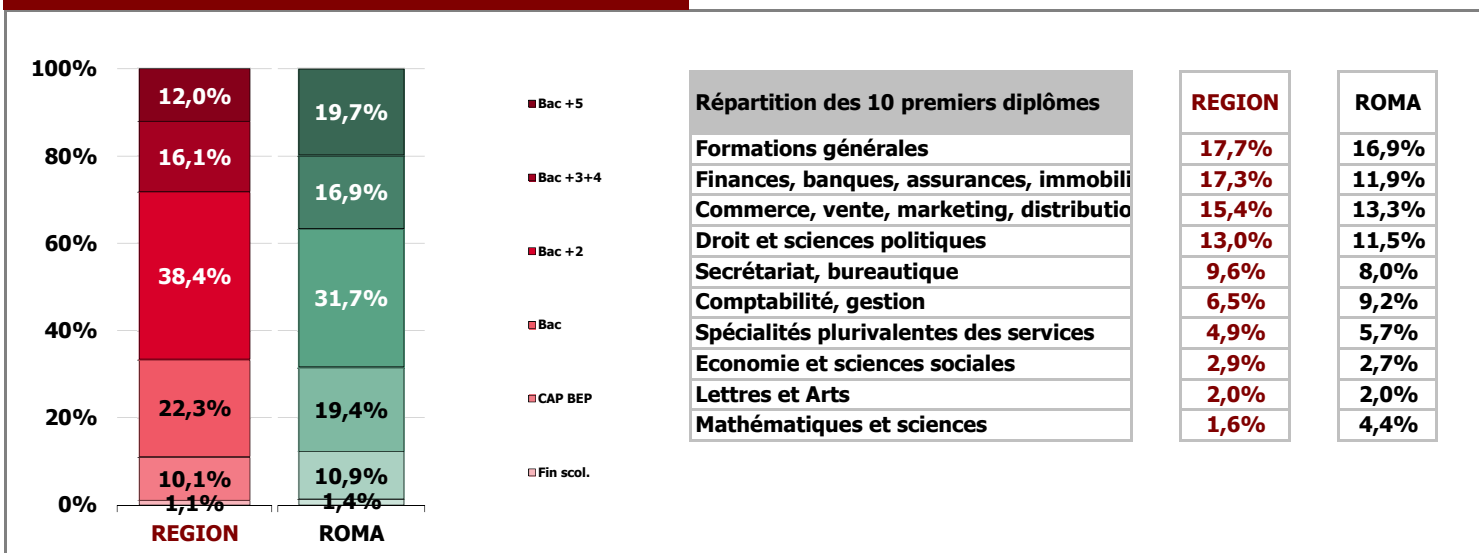 100%
80%
60%
40%
20%
0%
12,0%
16,1%
38,4%
22,3%
10,1%
1,1%
REGION
19,7%
16,9%
31,7%
19,4%
10,9%
1,4%
ROMA
Bac +5
Bac +3+4
Bac +2
Bac
CAP BEP
Fin scol.
Répartition des 10 premiers diplômes REGION ROMA
Formations générales 17,7% 16,9%
Finances, banques, assurances, immobili 17,3% 11,9%
Commerce, vente, marketing, distributio 15,4% 13,3%
Droit et sciences politiques 13,0% 11,5%
Secrétariat, bureautique 9,6% 8,0%
Comptabilité, gestion 6,5% 9,2%
Spécialités plurivalentes des services 4,9% 5,7%
Economie et sciences sociales 2,9% 2,7%
Lettres et Arts 2,0% 2,0%
Mathématiques et sciences 1,6% 4,4%